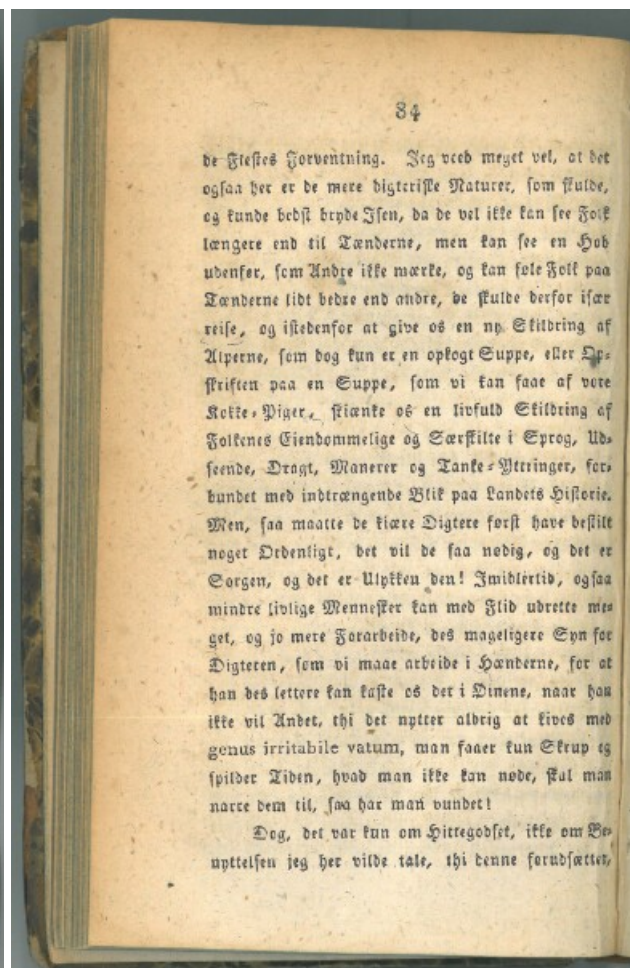 34
de Flestes Forventning. Jeg veed meget vel, at det
ogsaa her er de mere digteriske Naturer, som skulde,
og kunde bedst bryde Isen, da de vel ikke kan see Folk
længere end til Tænderne, men kan see en Hob
udenfor, som Andre ikke mærke, og kan føle Folk paa
Tænderne lidt bedre end andre, de skulde derfor især
reise, og istedenfor at give os en ny Skildring af
Alperne, som dog kun er en opkogt Suppe, eller Op-
skriften paa en Suppe, som vi kan faae af vore
Kokke-Piger, skiænke os en livfuld Skildring af
Folkenes Eiendommelige og Særskilte i Sprog, Ud-
seende, Dragt, Manerer og Tanke-Yttringer, for-
bundet med indtrængende Blik paa Landets Historie.
Men, saa maatte de kiære Digtere først have bestilt
noget Ordenligt, det vil de saa nødig, og det er
Sorgen, og det er Ulykken den! Imidlertid, ogsaa
mindre livlige Mennesker kan med Flid udrette me-
get, og jo mere Forarbeide, des mageligere Syn for
Digteren, som vi maae arbeide i Hænderne, for at
han des lettere kan kaste os det i Øinene, naar han
ikke vil Andet, thi det nytter aldrig at kives med
genus irritabile vatum, man faaer kun Skrup og
spilder Tiden, hvad man ikke kan nøde, skal man
narre dem til, saa har man vundet!
Dog, det var kun om Hittegodset, ikke om Be-
nyttelsen jeg her vilde tale, thi denne forudsætter,